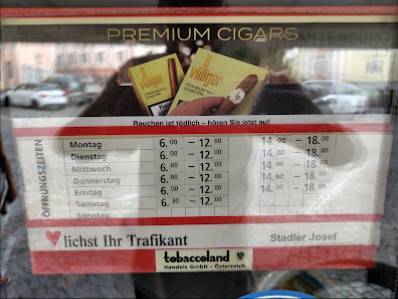 PREMIUM CIGARS
Villiger
PREMIUM No.
SUMATRA
Rauchen ist tödlich – hören Sie jetzt auf.
ÖFFNUNGSZEITEN
Montag 6.00 – 12.00 14.00 – 18.00
Dienstag 6.00 – 12.00 14.00 – 18.00
Mittwoch 6.00 – 12.00 14.00 – 18.00
Donnerstag 6.00 – 12.00 14.00 – 18.00
Freitag 6.00 – 12.00 14.00 – 18.00
Samstag 6.30 – 12.00
Sonntag
lichst Ihr Trafikant Stadler Josef
tobaccoland
Handels GmbH - Österreich